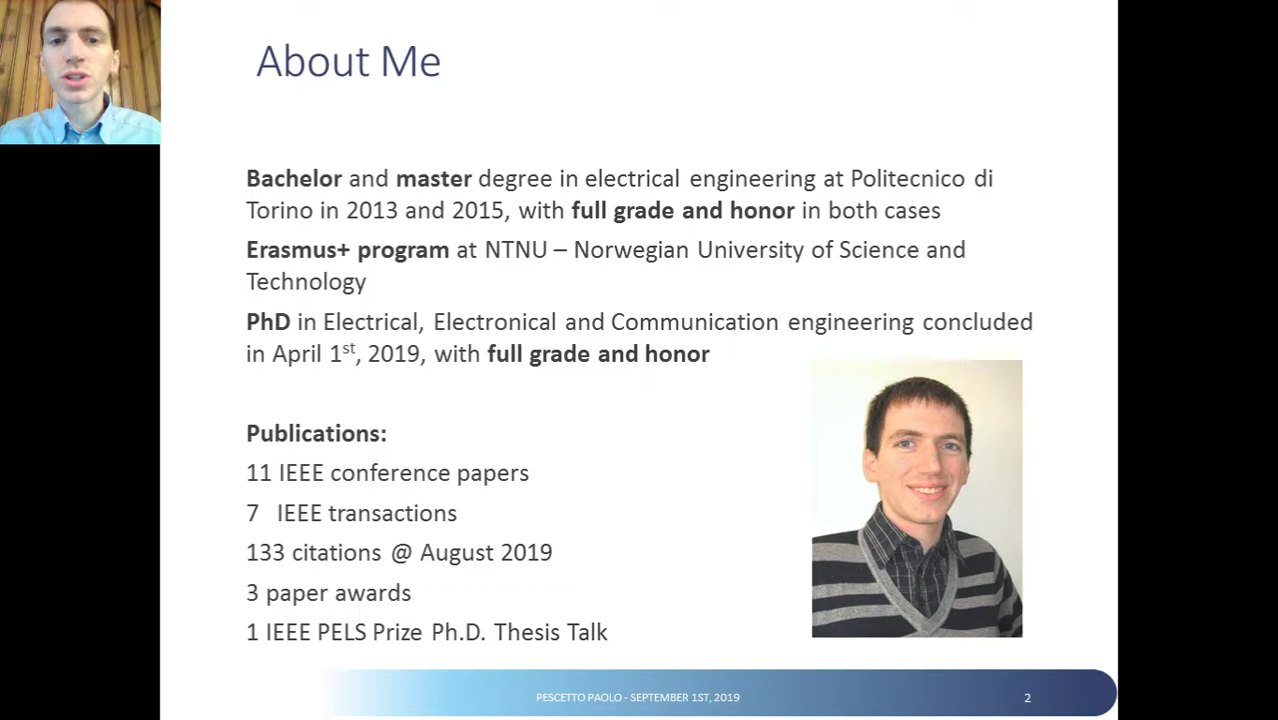 About Me
Bachelor and master degree in electrical engineering at Politecnico di
Torino in 2013 and 2015, with full grade and honor in both cases
Erasmus+ program at NTNU – Norwegian University of Science and
Technology
PhD in Electrical, Electronical and Communication engineering concluded
in April 1st, 2019, with full grade and honor
Publications:
11 IEEE conference papers
7 IEEE transactions
133 citations @ August 2019
3 paper awards
1 IEEE PELS Prize Ph.D. Thesis Talk
PESCETTO PAOLO - SEPTEMBER 1ST, 2019
2